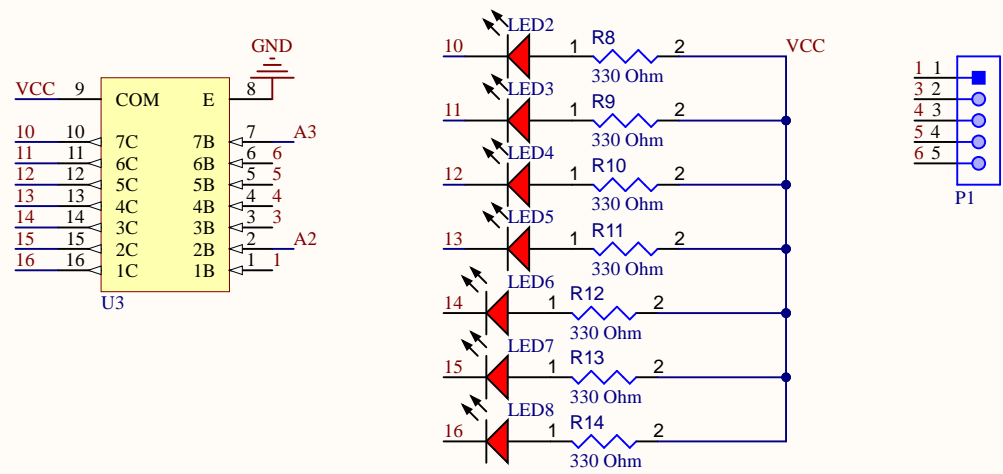 GND
VCC 9 COM E 8
10 10 7C 7B 7 A3
11 11 6C 6B 6 6
12 12 5C 5B 5 5
13 13 4C 4B 4 4
14 14 3C 3B 3 3
15 15 2C 2B 2 A2
16 16 1C 1B 1 1
U3
LED2 R8
10 1 2 VCC
330 Ohm
LED3 R9
11 1 2
330 Ohm
LED4 R10
12 1 2
330 Ohm
LED5 R11
13 1 2
330 Ohm
LED6 R12
14 1 2
330 Ohm
LED7 R13
15 1 2
330 Ohm
LED8 R14
16 1 2
330 Ohm
1 1
3 2
4 3
5 4
6 5
P1